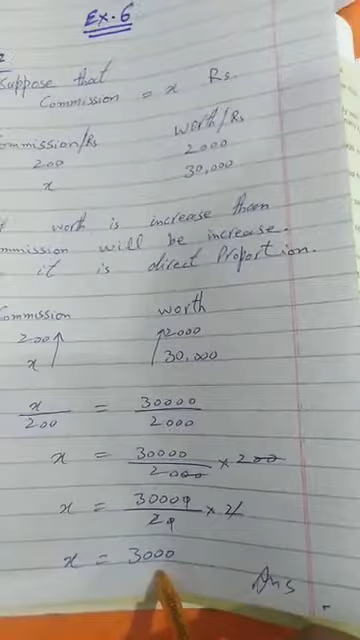 Ex.6
suppose that
Commission = x Rs.
ommission/Rs worth/Rs
200 2000
x 30,000
worth is increase then
ommission will be increase.
it is direct Proportion.
Commission worth
200 2000
x 30,000
x/200 = 30000/2000
x = 30000/2000 × 200
x = 30000/20 × 2
x = 3000
Ans